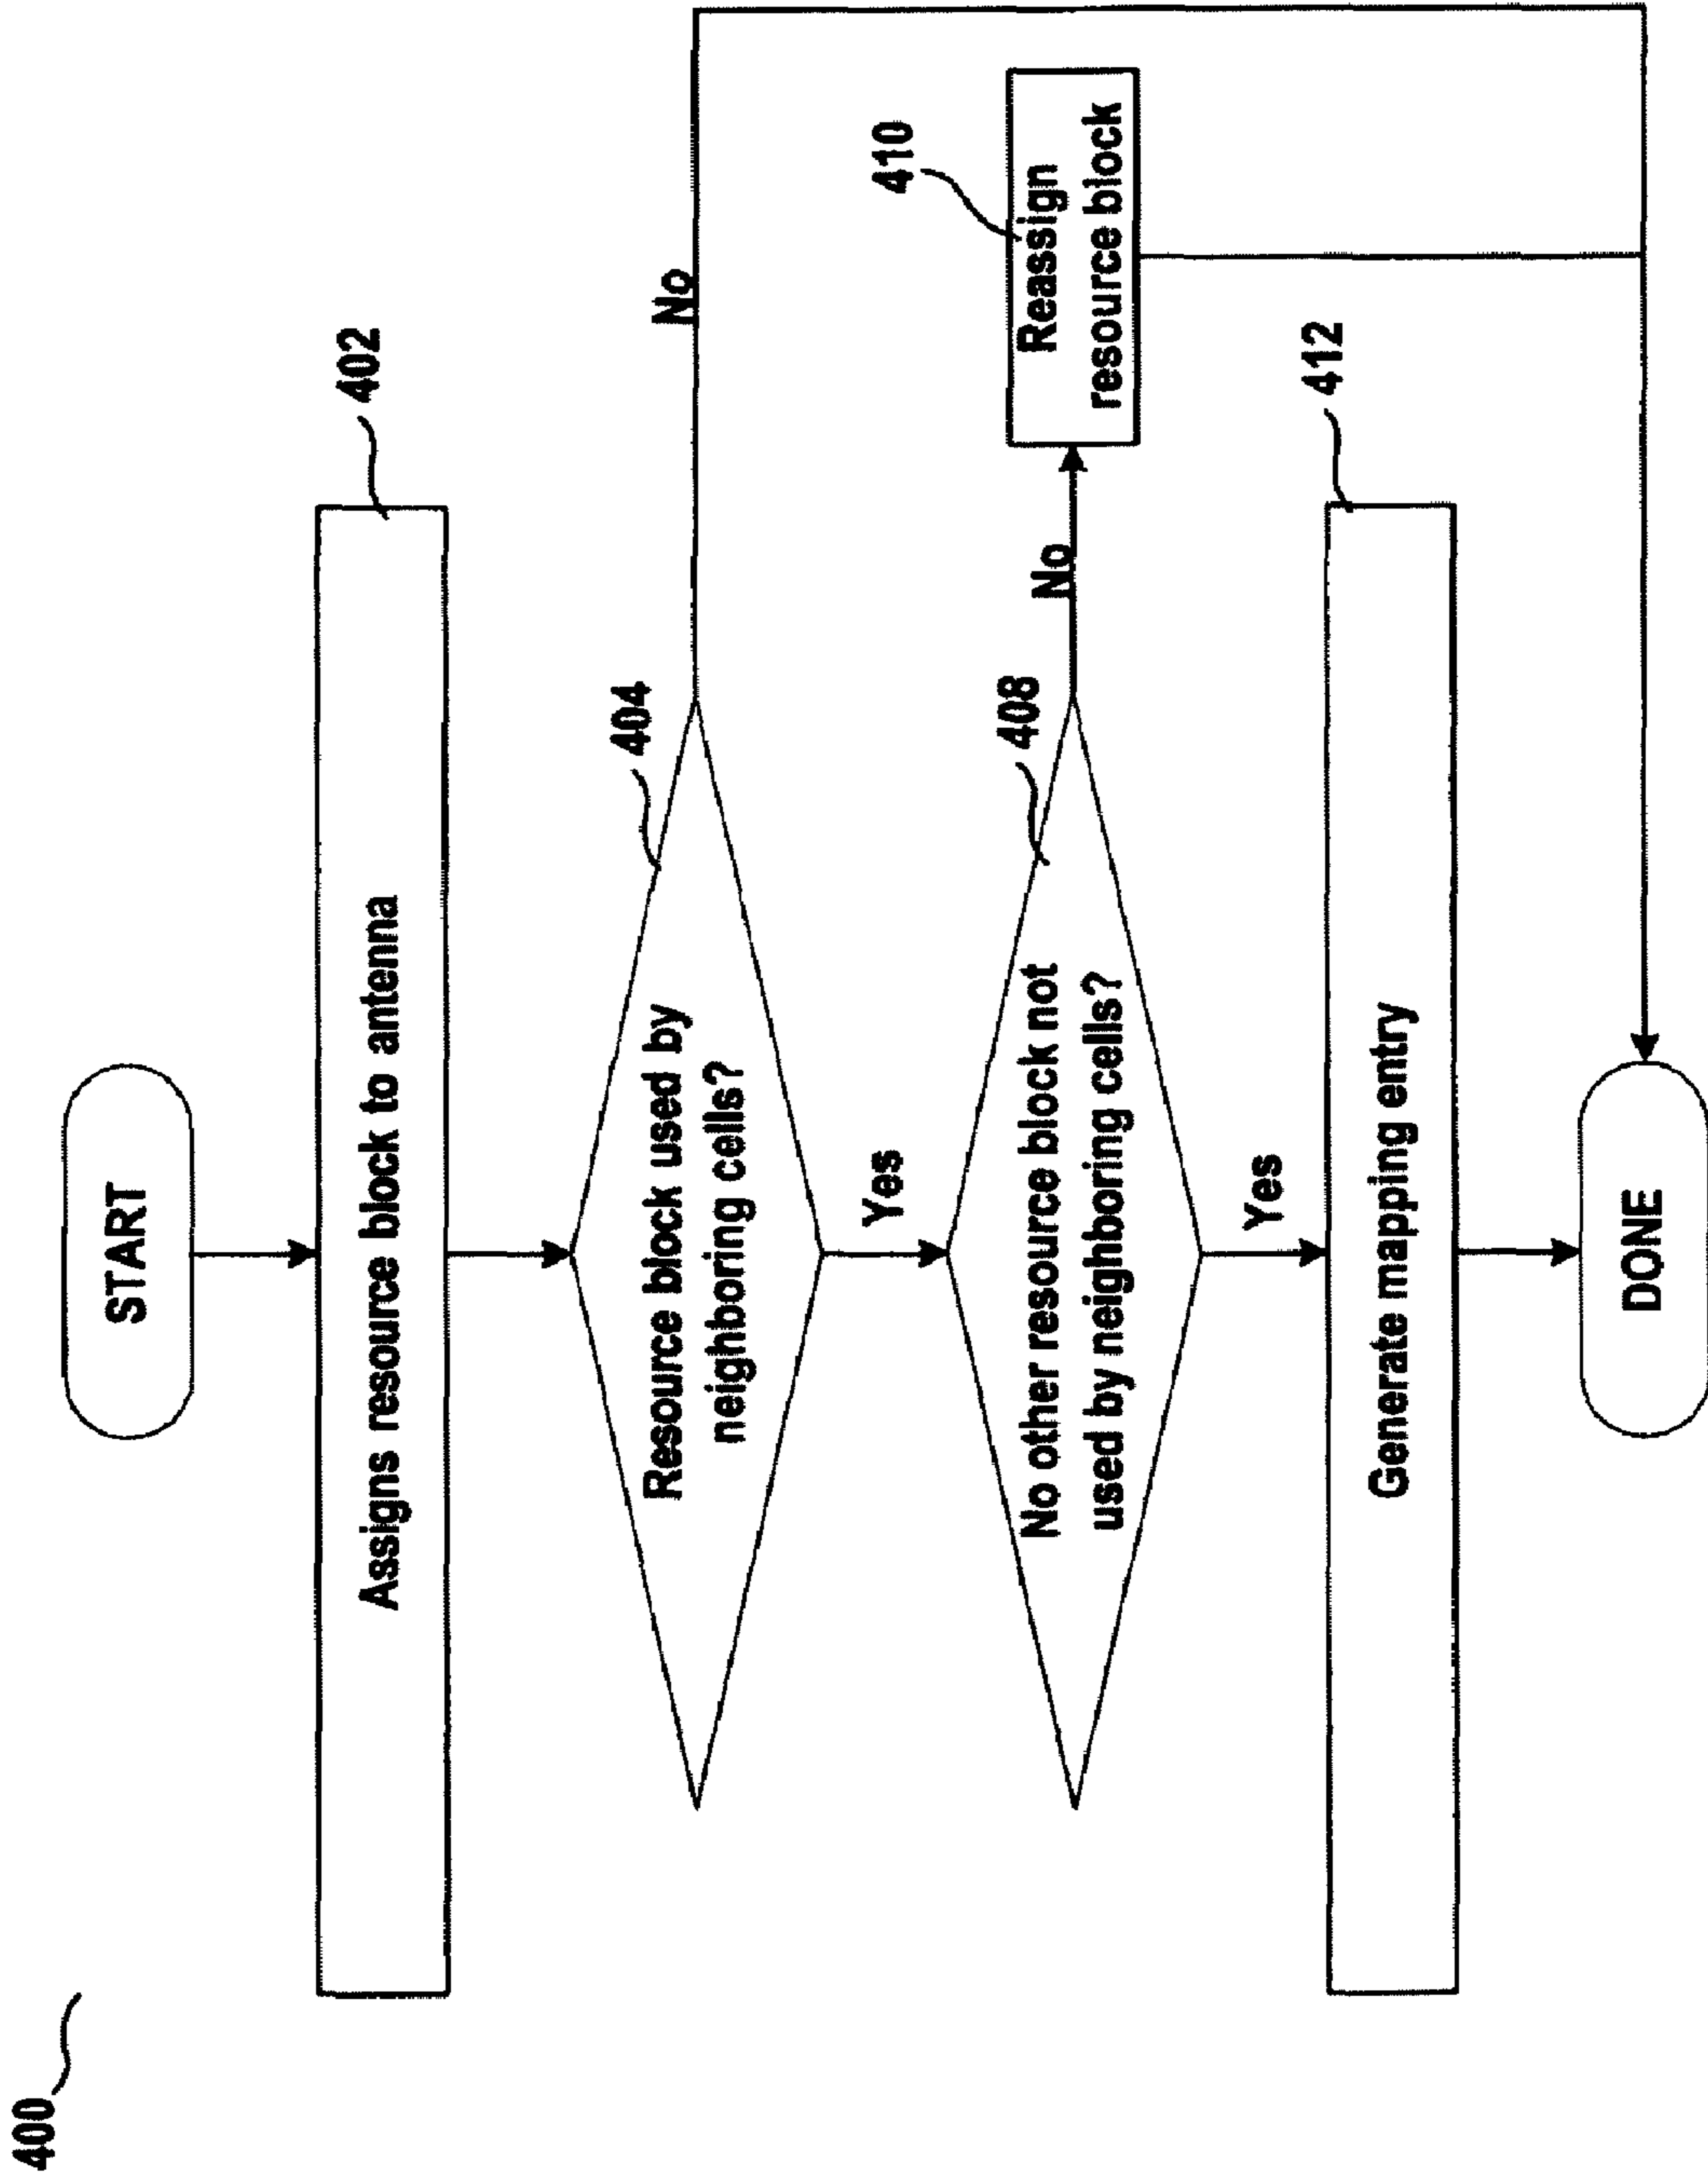 400
START
402
Assigns resource block to antenna
404
Resource block used by
neighboring cells?
No
Yes
408
No other resource block not
used by neighboring cells?
No
410
Reassign
resource block
Yes
412
Generate mapping entry
DONE